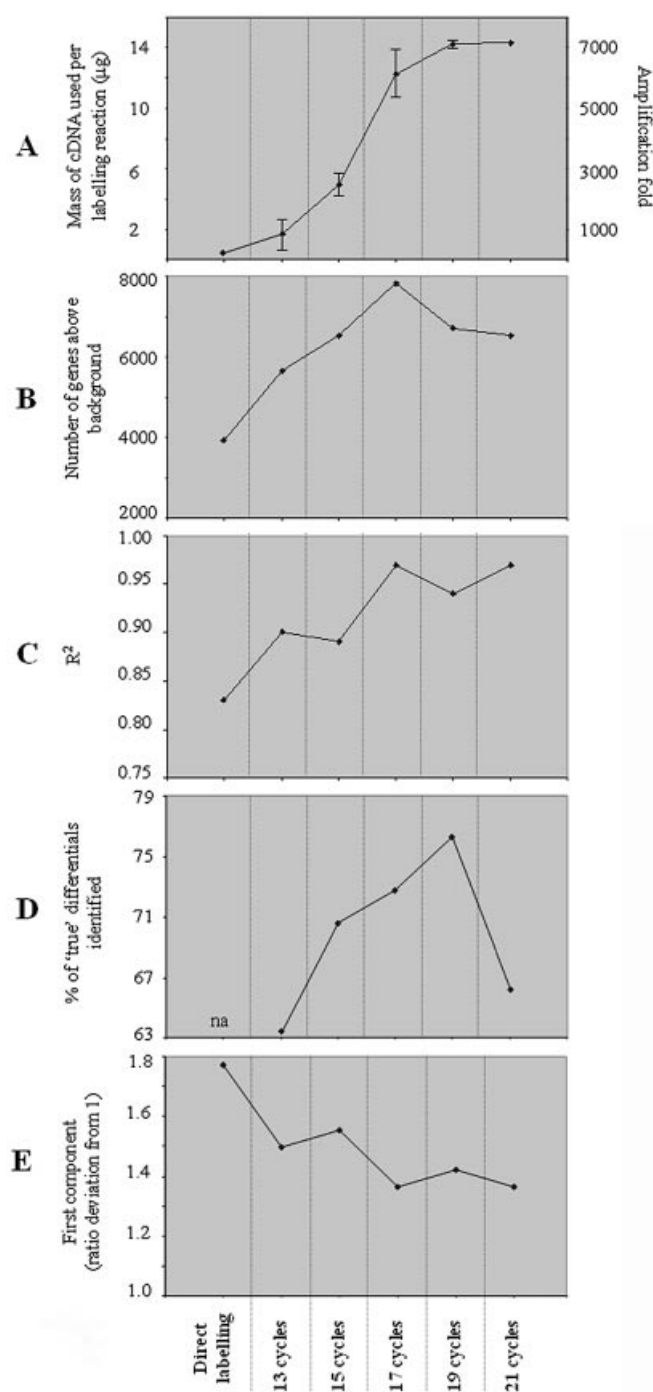 A
Mass of cDNA used per
labelling reaction (µg)
14
10
6
2
7000
5000
3000
1000
Amplification
fold
B
Number of genes above
background
8000
6000
4000
2000
C
R²
1.00
0.95
0.90
0.85
0.80
0.75
D
% of ‘true’ differentials
identified
79
75
71
67
63
na
E
First component
(ratio deviation from 1)
1.8
1.6
1.4
1.2
1.0
Direct
labelling
13 cycles
15 cycles
17 cycles
19 cycles
21 cycles